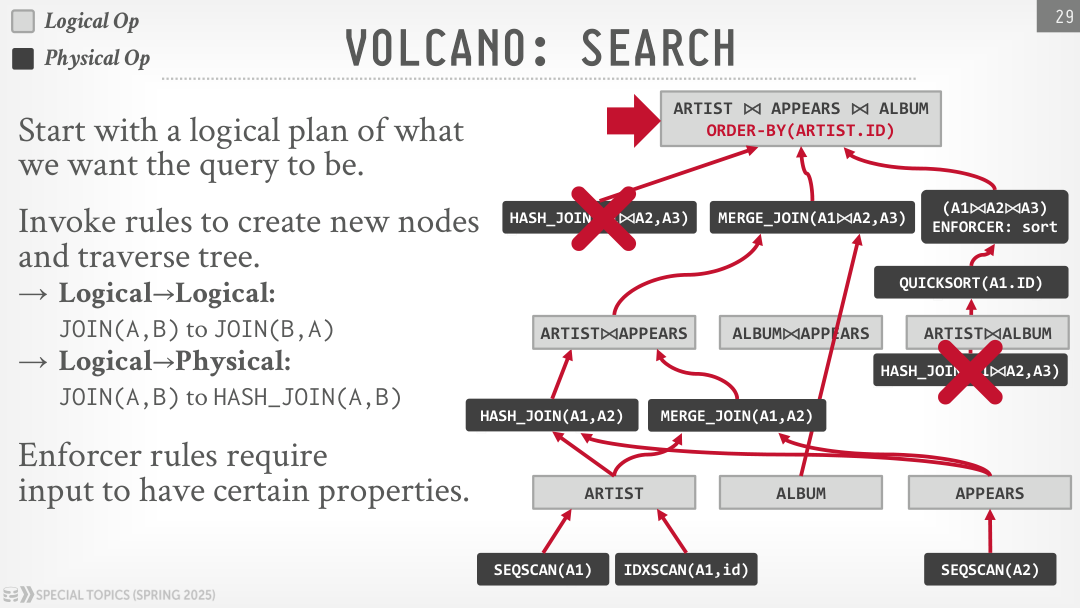 Logical Op
Physical Op
VOLCANO: SEARCH
29
Start with a logical plan of what
we want the query to be.
Invoke rules to create new nodes
and traverse tree.
→ Logical→Logical:
JOIN(A,B) to JOIN(B,A)
→ Logical→Physical:
JOIN(A,B) to HASH_JOIN(A,B)
Enforcer rules require
input to have certain properties.
ARTIST ⋈ APPEARS ⋈ ALBUM
ORDER-BY(ARTIST.ID)
HASH_JOIN ⋈A2,A3)
MERGE_JOIN(A1⋈A2,A3)
(A1⋈A2⋈A3)
ENFORCER: sort
QUICKSORT(A1.ID)
ARTIST⋈APPEARS
ALBUM⋈APPEARS
ARTIST⋈ALBUM
HASH_JOIN ⋈A2,A3)
HASH_JOIN(A1,A2)
MERGE_JOIN(A1,A2)
ARTIST
ALBUM
APPEARS
SEQSCAN(A1)
IDXSCAN(A1,id)
SEQSCAN(A2)
SPECIAL TOPICS (SPRING 2025)